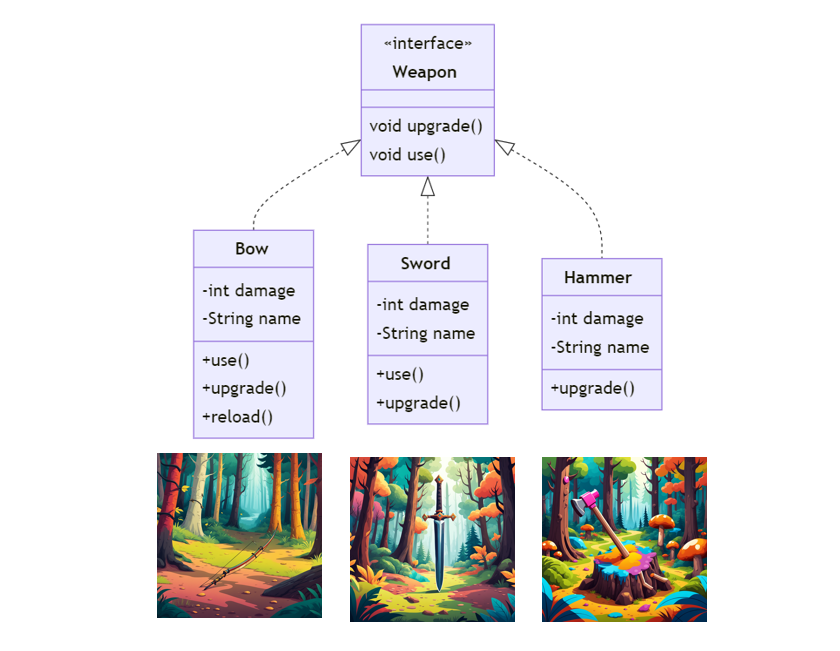 «interface»
Weapon
void upgrade()
void use()
Bow
-int damage
-String name
+use()
+upgrade()
+reload()
Sword
-int damage
-String name
+use()
+upgrade()
Hammer
-int damage
-String name
+upgrade()